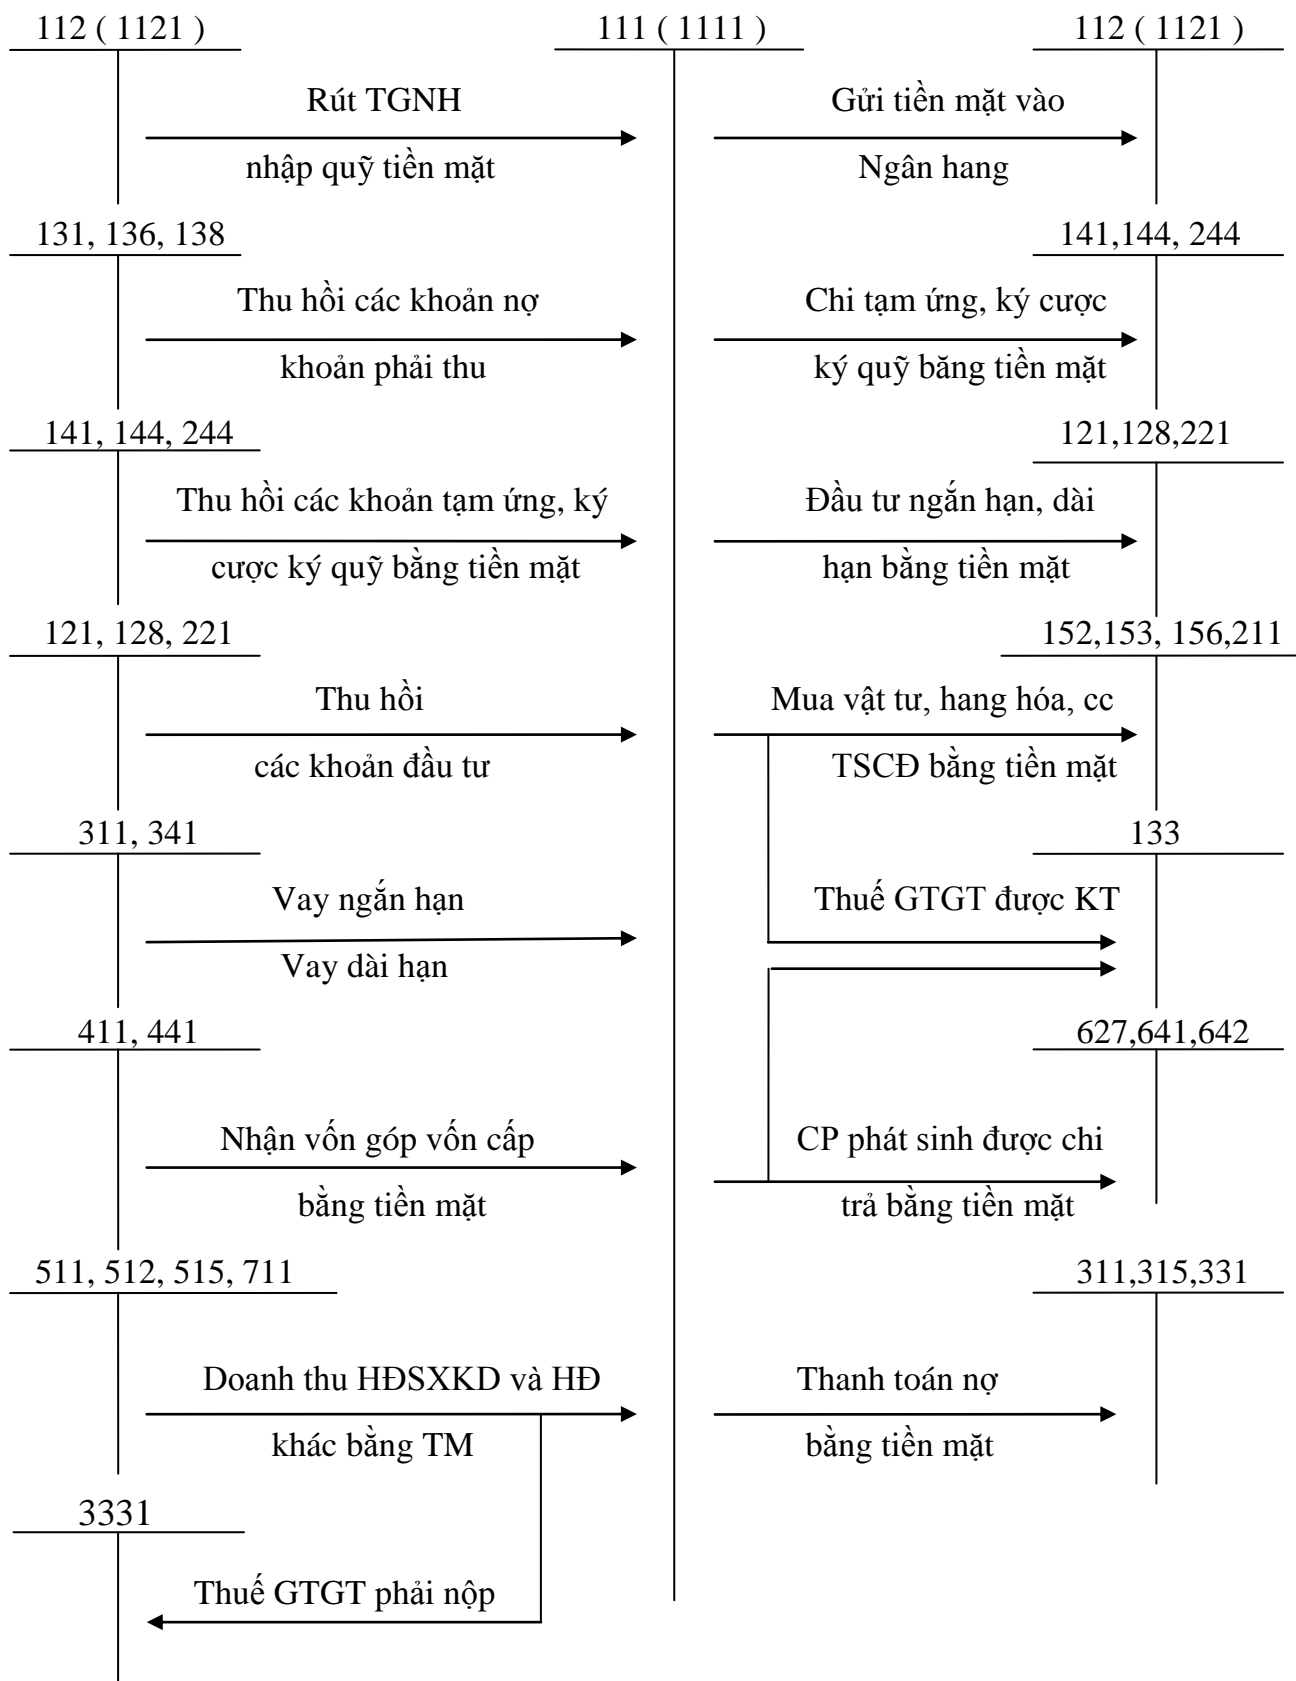 112 ( 1121 )
111 ( 1111 )
112 ( 1121 )
Rút TGNH
Gửi tiền mặt vào
nhập quỹ tiền mặt
Ngân hang
131, 136, 138
141,144, 244
Thu hồi các khoản nợ
Chi tạm ứng, ký cược
khoản phải thu
ký quỹ băng tiền mặt
141, 144, 244
121,128,221
Thu hồi các khoản tạm ứng, ký
Đầu tư ngắn hạn, dài
cược ký quỹ bằng tiền mặt
hạn bằng tiền mặt
121, 128, 221
152,153, 156,211
Thu hồi
Mua vật tư, hang hóa, cc
các khoản đầu tư
TSCĐ bằng tiền mặt
311, 341
133
Vay ngắn hạn
Thuế GTGT được KT
Vay dài hạn
411, 441
627,641,642
Nhận vốn góp vốn cấp
CP phát sinh được chi
bằng tiền mặt
trả bằng tiền mặt
511, 512, 515, 711
311,315,331
Doanh thu HĐSXKD và HĐ
Thanh toán nợ
khác bằng TM
bằng tiền mặt
3331
Thuế GTGT phải nộp